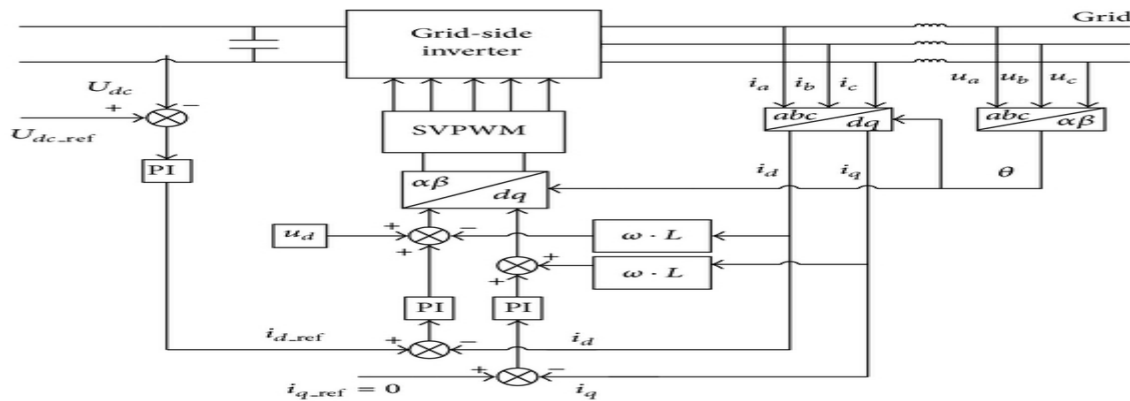 Grid
Grid-side
inverter
U_dc
+
−
U_dc_ref
i_a
i_b
i_c
u_a
u_b
u_c
SVPWM
abc
dq
abc
αβ
PI
i_d
i_q
θ
αβ
dq
u_d
+
−
+
ω · L
+
+
ω · L
PI
PI
i_d_ref
+
−
i_d
i_q_ref = 0
+
−
i_q